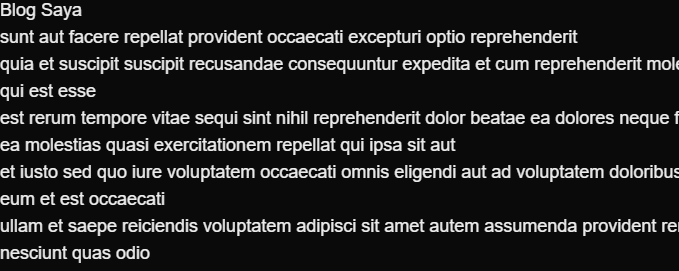 Blog Saya
sunt aut facere repellat provident occaecati excepturi optio reprehenderit
quia et suscipit suscipit recusandae consequuntur expedita et cum reprehenderit
qui est esse
est rerum tempore vitae sequi sint nihil reprehenderit dolor beatae ea dolores neque
ea molestias quasi exercitationem repellat qui ipsa sit aut
et iusto sed quo iure voluptatem occaecati omnis eligendi aut ad voluptatem doloribus
eum et est occaecati
ullam et saepe reiciendis voluptatem adipisci sit amet autem assumenda provident
nesciunt quas odio